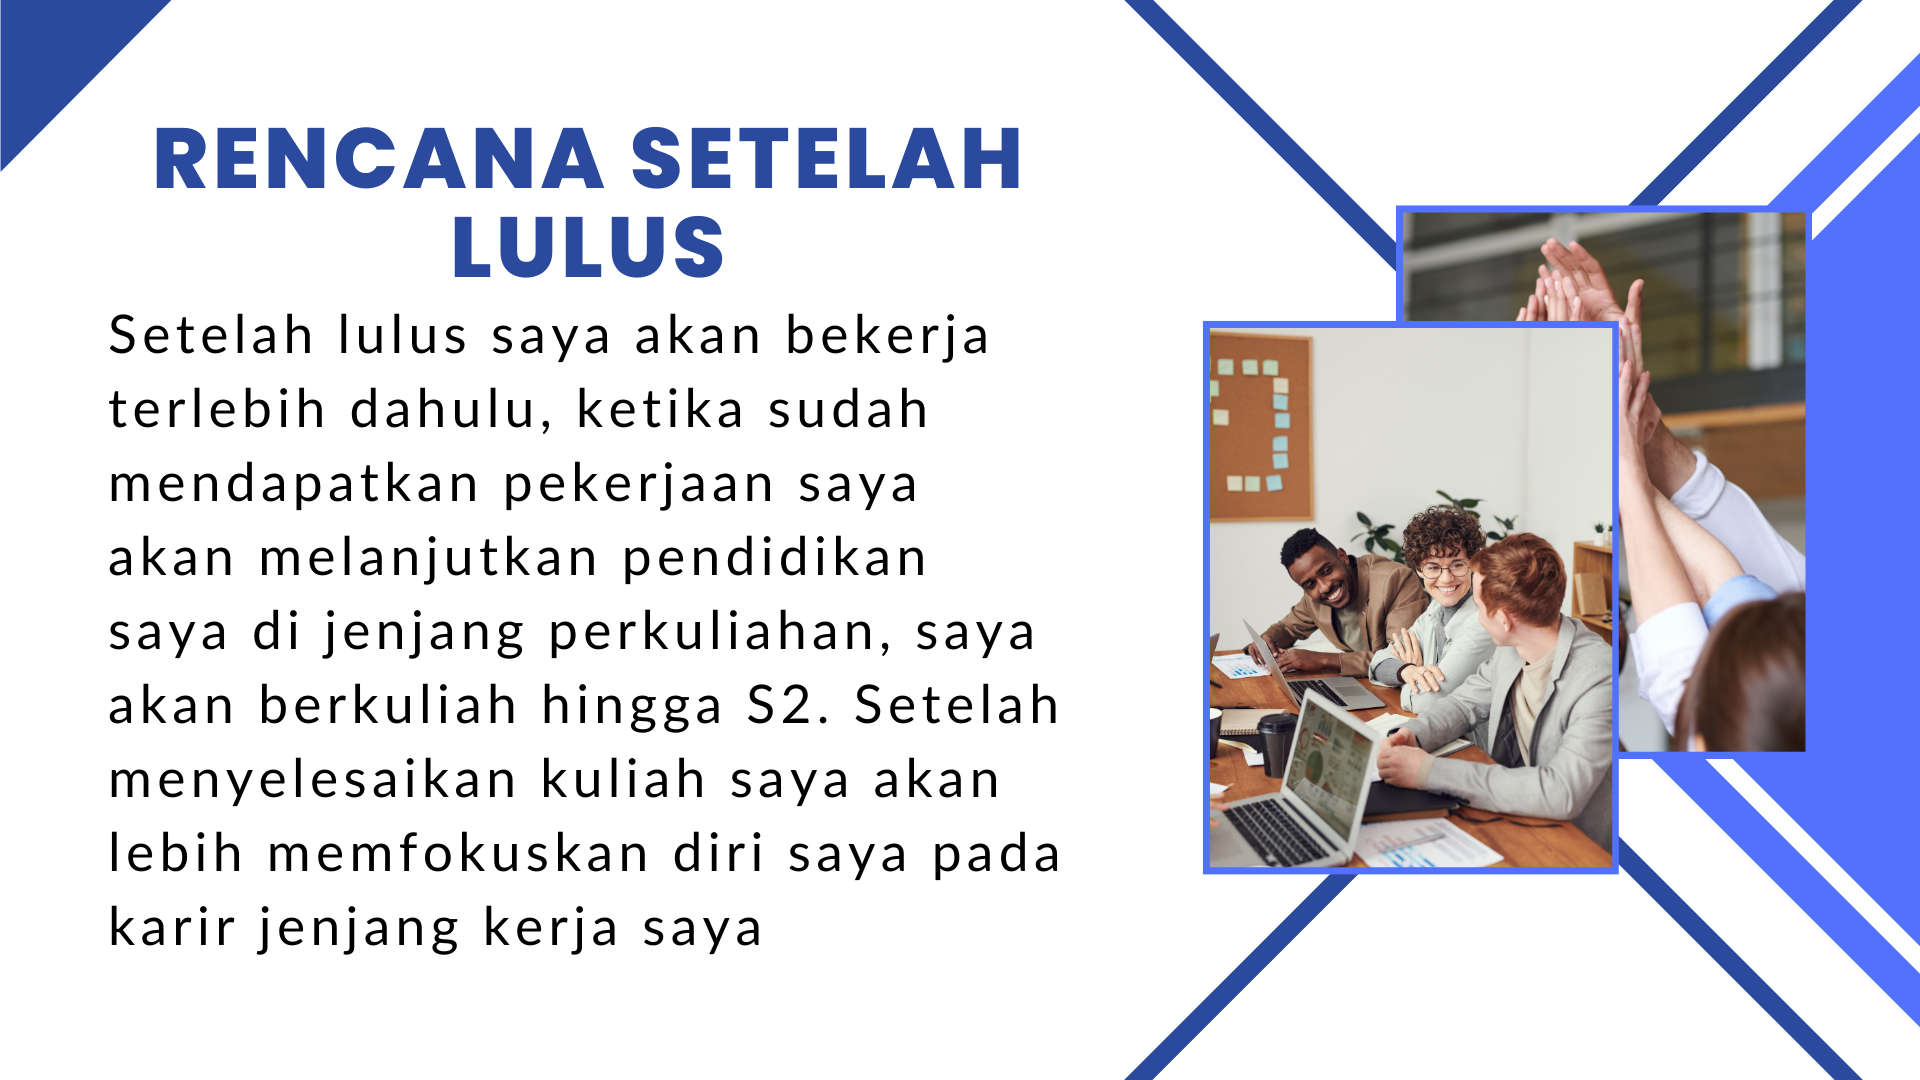 RENCANA SETELAH
LULUS
Setelah lulus saya akan bekerja
terlebih dahulu, ketika sudah
mendapatkan pekerjaan saya
akan melanjutkan pendidikan
saya di jenjang perkuliahan, saya
akan berkuliah hingga S2. Setelah
menyelesaikan kuliah saya akan
lebih memfokuskan diri saya pada
karir jenjang kerja saya